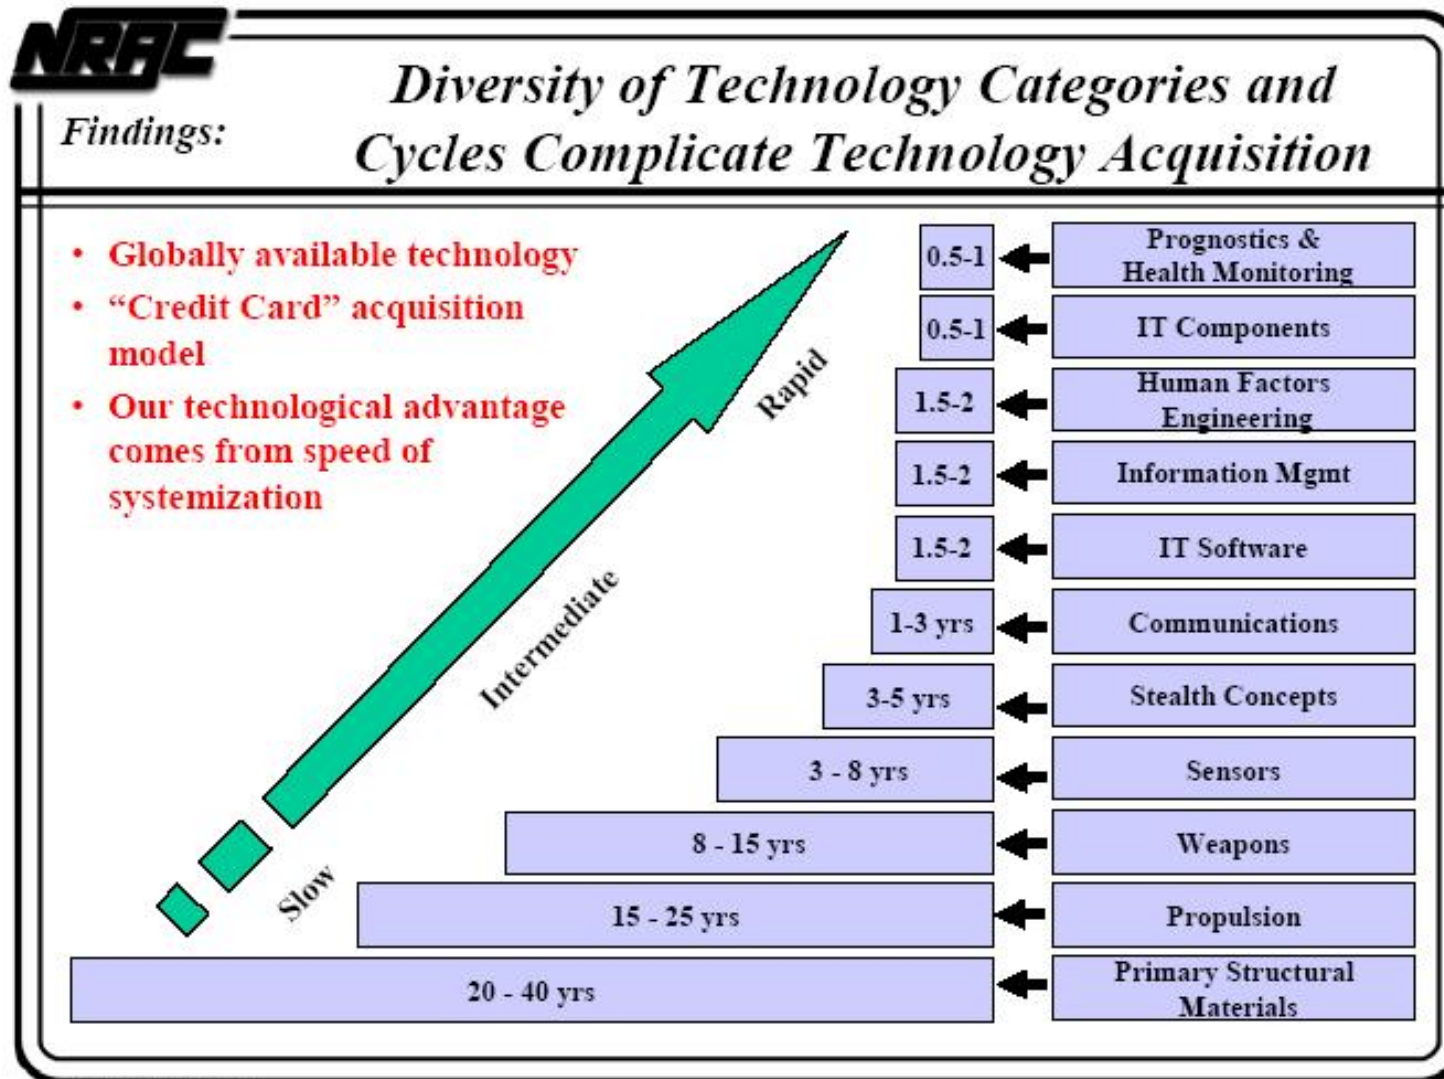 NRAC
Findings:
Diversity of Technology Categories and
Cycles Complicate Technology Acquisition
• Globally available technology
• “Credit Card” acquisition
model
• Our technological advantage
comes from speed of
systemization
Slow
Intermediate
Rapid
0.5-1
Prognostics &
Health Monitoring
0.5-1
IT Components
1.5-2
Human Factors
Engineering
1.5-2
Information Mgmt
1.5-2
IT Software
1-3 yrs
Communications
3-5 yrs
Stealth Concepts
3 - 8 yrs
Sensors
8 - 15 yrs
Weapons
15 - 25 yrs
Propulsion
20 - 40 yrs
Primary Structural
Materials